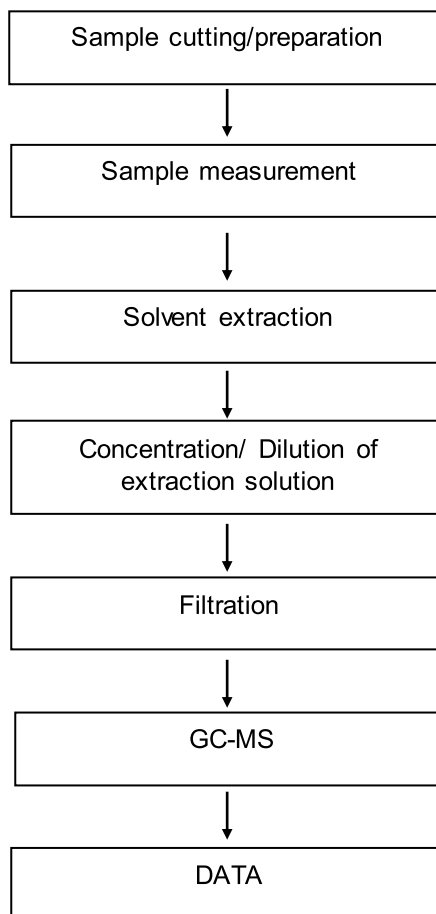 Sample cutting/preparation
Sample measurement
Solvent extraction
Concentration/ Dilution of
extraction solution
Filtration
GC-MS
DATA